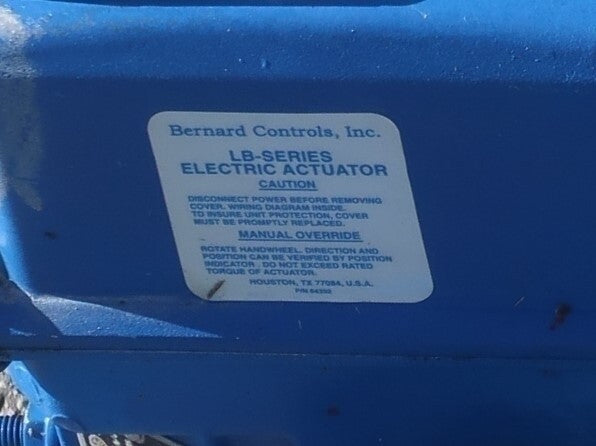 Bernard Controls, Inc.
LB-SERIES
ELECTRIC ACTUATOR
CAUTION
DISCONNECT POWER BEFORE REMOVING
COVER. WIRING DIAGRAM INSIDE.
TO INSURE UNIT PROTECTION, COVER
MUST BE PROMPTLY REPLACED.
MANUAL OVERRIDE
ROTATE HANDWHEEL. DIRECTION AND
POSITION CAN BE VERIFIED BY POSITION
INDICATOR. DO NOT EXCEED RATED
TORQUE OF ACTUATOR.
HOUSTON, TX 77084, U.S.A.
P/N